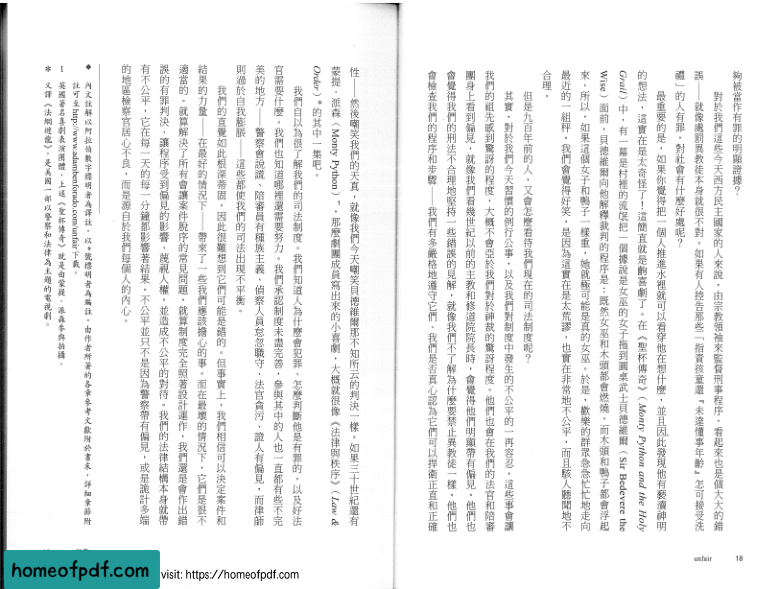 夠被當作有罪的明顯證據？
對於我們這些今天西方民主國家的人來說，由宗教領袖來監督刑事程序，看起來也是個大大的錯
誤——就像處罰異教徒本身就很不對。如果有人控告那些「指責孩童還『未達懂事年齡』怎可接受洗
禮」的人有罪，對社會有什麼好處呢？
最重要的是，如果你覺得把一個人推進水裡就可以看穿他在想什麼，並且因此發現他有褻瀆神明
的想法，這實在是太奇怪了！這簡直就是齣喜劇了。在《聖杯傳奇》（Monty Python and the Holy
Grail）中，有一幕是村裡的流氓把一個據說是女巫的女子拖到圓桌武士貝德維爾（Sir Bedevere the
Wise）面前，貝德維爾向他解釋裁判的程序是：既然女巫和木頭都會燃燒，而木頭和鴨子都會浮起
來，所以，如果這個女子和鴨子一樣重，她就極可能是真的女巫。於是，歡樂的群眾急急忙忙地走向
最近的一組秤，我們會覺得好笑，是因為這實在是太荒謬，也實在非常地不公平，而且駭人聽聞地不
合理。
但是九百年前的人，又會怎麼看待我們現在的司法制度呢？
其實，對於我們今天習慣的例行公事，以及我們對制度中發生的不公平的一再容忍，這些事會讓
我們的祖先感到驚訝的程度，大概不會亞於我們對於神裁的驚訝程度。他們也會在我們的法官和陪審
團身上看到偏見，就像我們看幾世紀以前的主教和修道院院長時，會覺得他們明顯帶有偏見。他們也
會覺得我們的刑法不合理地堅持一些錯誤的見解，就像我們不了解為什麼要禁止異教徒一樣。他們也
會檢查我們的程序和步驟——我們有多嚴格地遵守它們、我們是否真心認為它們可以捍衛正直和正確
unfair 18
性——然後嘲笑我們的天真，就像我們今天嘲笑貝德維爾那不知所云的判決一樣。如果三十世紀還有
蒙提．派森（Monty Python）1，那麼劇團成員寫出來的小喜劇，大概就很像《法律與秩序》（Law &
Order）*的其中一集吧。
我們自以為很了解我們的司法制度。我們知道人為什麼會犯罪、怎麼判斷他是有罪的，以及好法
官需要什麼。我們也知道哪裡還需要努力。我們承認制度未盡完善，參與其中的人也一直都有些不完
美的地方——警察會說謊、陪審員有種族主義、偵察人員怠忽職守、法官貪污、證人有偏見，而律師
則過於自我膨脹——這些都使我們的司法出現不平衡。
我們的直覺如此根深蒂固，因此很難想到它們可能是錯的。但事實上，我們相信可以決定案件和
結果的力量——在最好的情況下——帶來了一些我們應該擔心的事。而在最壞的情況下，它們是很不
適當的。就算解決了所有會讓案件脫序的常見問題，就算制度完全照著設計運作，我們還是會作出錯
誤的有罪判決、讓程序受到偏見的影響、蔑視人權，並造成不公平的對待。我們的法律結構本身就帶
有不公平，它在每一天的每一分鐘都影響著結果。不公平並只不是因為警察帶有偏見，或是詭計多端
的地區檢察官居心不良，而是源自於我們每個人的內心。
◆ 內文註解以阿拉伯數字標明者為譯註，以*號標明者為編註。由作者所著的各章參考文獻附於書末，詳細章節附
註可至http://www.adambenforado.com/unfair下載。
1 英國著名喜劇表演團體，上述《聖杯傳奇》就是由蒙提．派森參與拍攝。
* 又譯《法網遊龍》，是美國一部以警察和法律為主題的電視劇。
homeofpdf.com
visit: https://homeofpdf.com